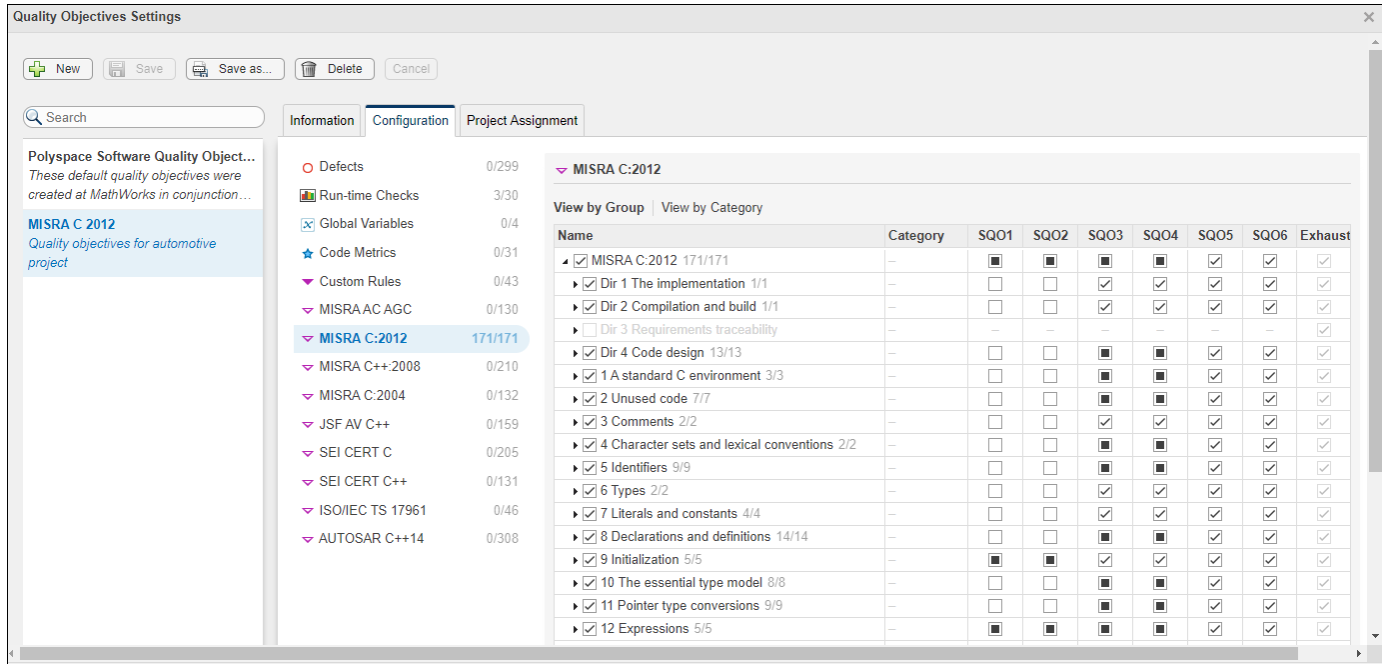 Quality Objectives Settings
New Save Save as... Delete Cancel
Search
Information Configuration Project Assignment
Polyspace Software Quality Object...
These default quality objectives were
created at MathWorks in conjunction...
MISRA C 2012
Quality objectives for automotive
project
Defects 0/299
Run-time Checks 3/30
Global Variables 0/4
Code Metrics 0/31
Custom Rules 0/43
MISRA AC AGC 0/130
MISRA C:2012 171/171
MISRA C++:2008 0/210
MISRA C:2004 0/132
JSF AV C++ 0/159
SEI CERT C 0/205
SEI CERT C++ 0/131
ISO/IEC TS 17961 0/46
AUTOSAR C++14 0/308
MISRA C:2012
View by Group View by Category
Name Category SQO1 SQO2 SQO3 SQO4 SQO5 SQO6 Exhaust
MISRA C:2012 171/171 –
Dir 1 The implementation 1/1 –
Dir 2 Compilation and build 1/1 –
Dir 3 Requirements traceability – – – – – – –
Dir 4 Code design 13/13 –
1 A standard C environment 3/3 –
2 Unused code 7/7 –
3 Comments 2/2 –
4 Character sets and lexical conventions 2/2 –
5 Identifiers 9/9 –
6 Types 2/2 –
7 Literals and constants 4/4 –
8 Declarations and definitions 14/14 –
9 Initialization 5/5 –
10 The essential type model 8/8 –
11 Pointer type conversions 9/9 –
12 Expressions 5/5 –